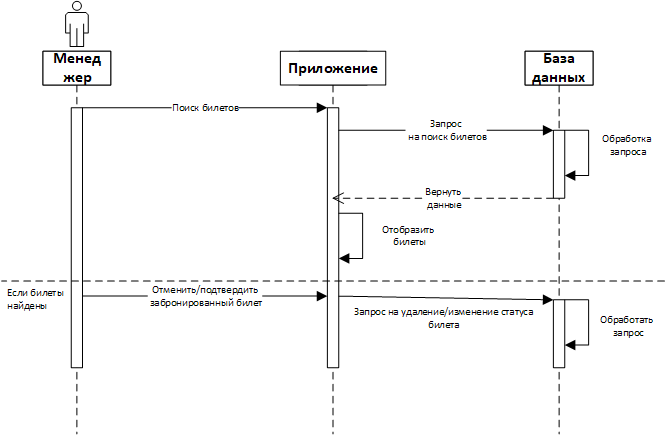 Менед
жер
Приложение
База
данных
Поиск билетов
Запрос
на поиск билетов
Обработка
запроса
Вернуть
данные
Отобразить
билеты
Если билеты
найдены
Отменить/подтвердить
забронированный билет
Запрос на удаление/изменение статуса
билета
Обработать
запрос